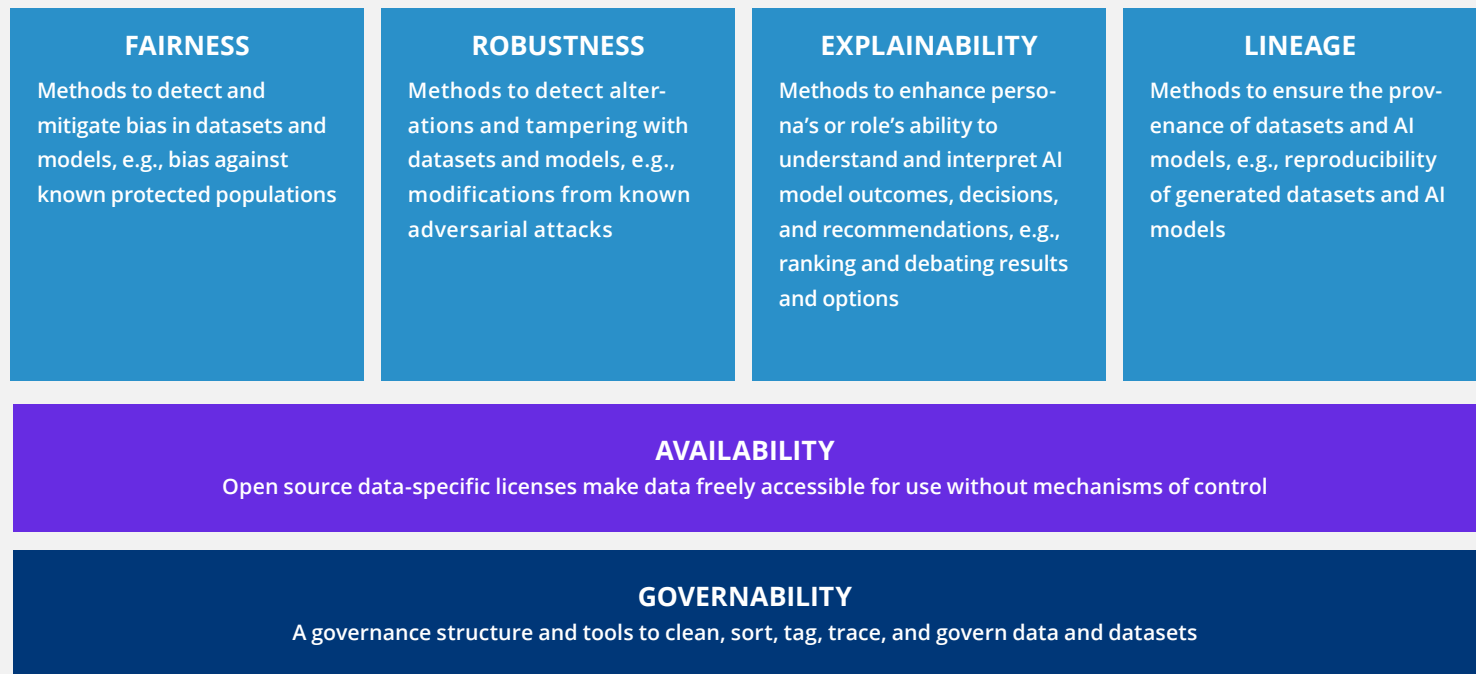 FAIRNESS
Methods to detect and
mitigate bias in datasets and
models, e.g., bias against
known protected populations
ROBUSTNESS
Methods to detect alter-
ations and tampering with
datasets and models, e.g.,
modifications from known
adversarial attacks
EXPLAINABILITY
Methods to enhance perso-
na’s or role’s ability to
understand and interpret AI
model outcomes, decisions,
and recommendations, e.g.,
ranking and debating results
and options
LINEAGE
Methods to ensure the prov-
enance of datasets and AI
models, e.g., reproducibility
of generated datasets and AI
models
AVAILABILITY
Open source data-specific licenses make data freely accessible for use without mechanisms of control
GOVERNABILITY
A governance structure and tools to clean, sort, tag, trace, and govern data and datasets